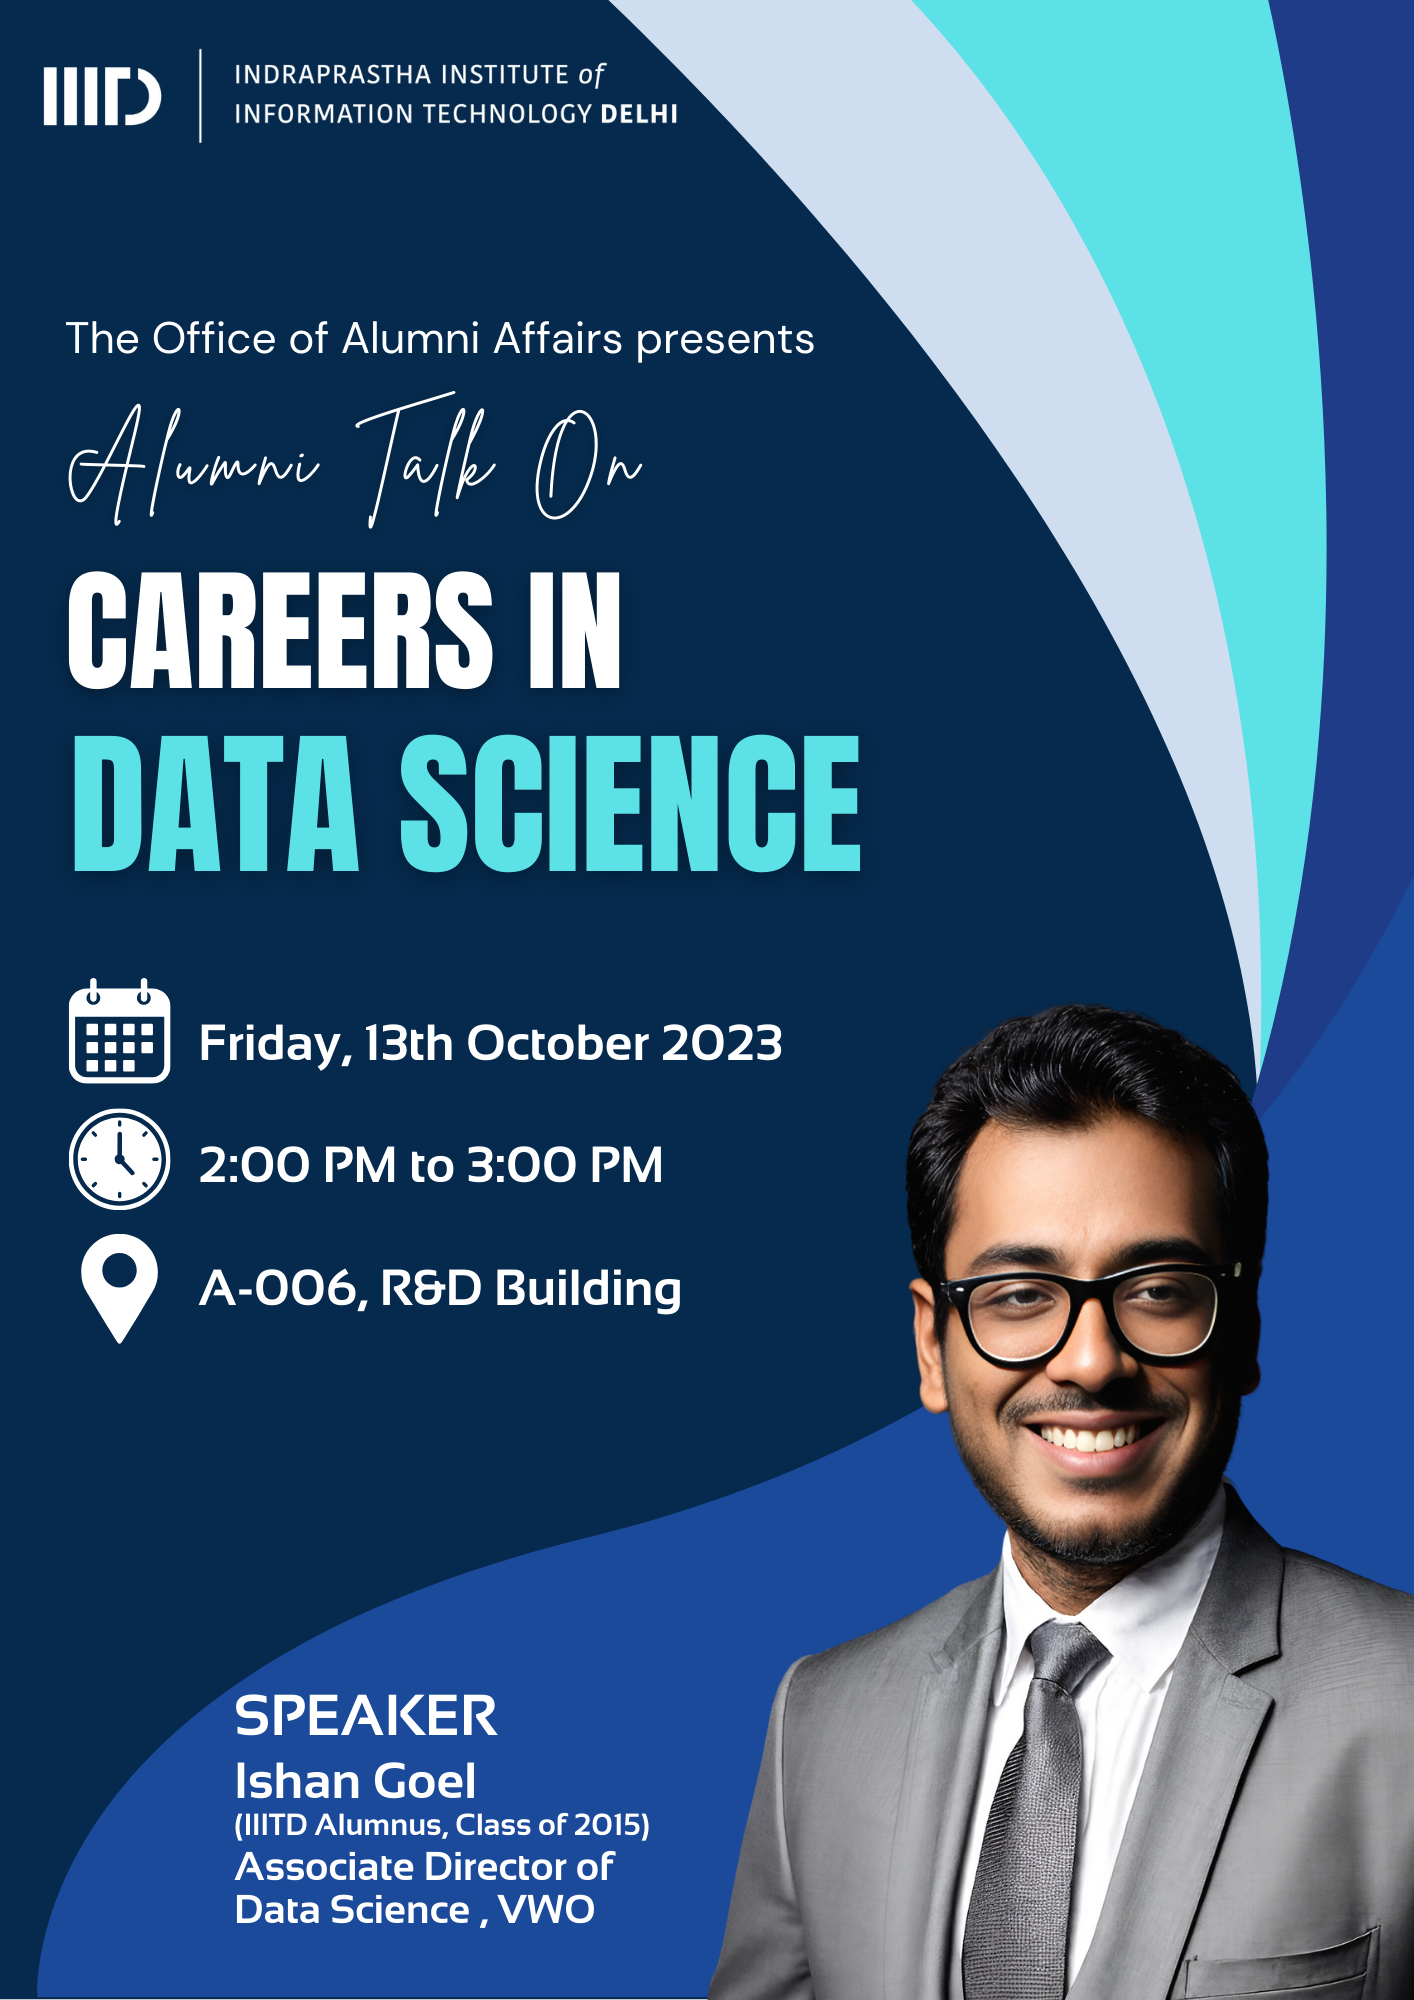 IIITD
INDRAPRASTHA INSTITUTE of
INFORMATION TECHNOLOGY DELHI
The Office of Alumni Affairs presents
Alumni Talk On
CAREERS IN
DATA SCIENCE
Friday, 13th October 2023
2:00 PM to 3:00 PM
A-006, R&D Building
SPEAKER
Ishan Goel
(IIITD Alumnus, Class of 2015)
Associate Director of
Data Science , VWO